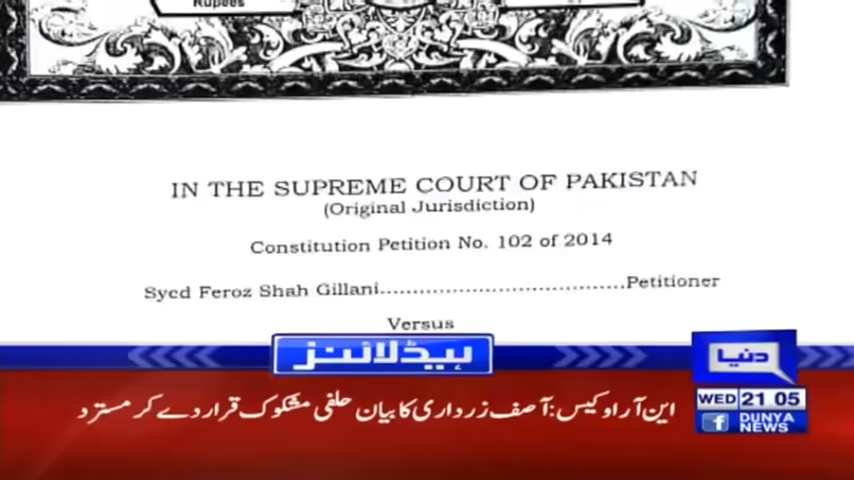 Rupees
IN THE SUPREME COURT OF PAKISTAN
(Original Jurisdiction)
Constitution Petition No. 102 of 2014
Syed Feroz Shah Gillani......................................Petitioner
Versus
ہیڈلائنز
دنیا
این آر او کیس: آصف زرداری کا بیان حلفی مشکوک قرار دے کر مسترد
WED 21 05
f DUNYA NEWS